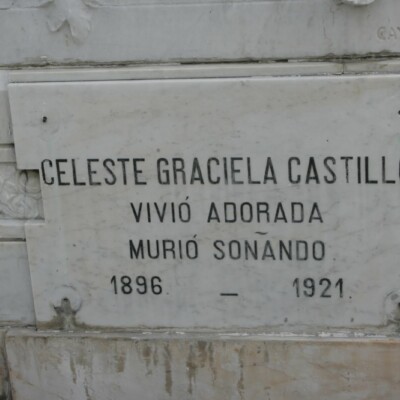 CELESTE GRACIELA CASTILLO
VIVIÓ ADORADA
MURIÓ SOÑANDO
1896 – 1921